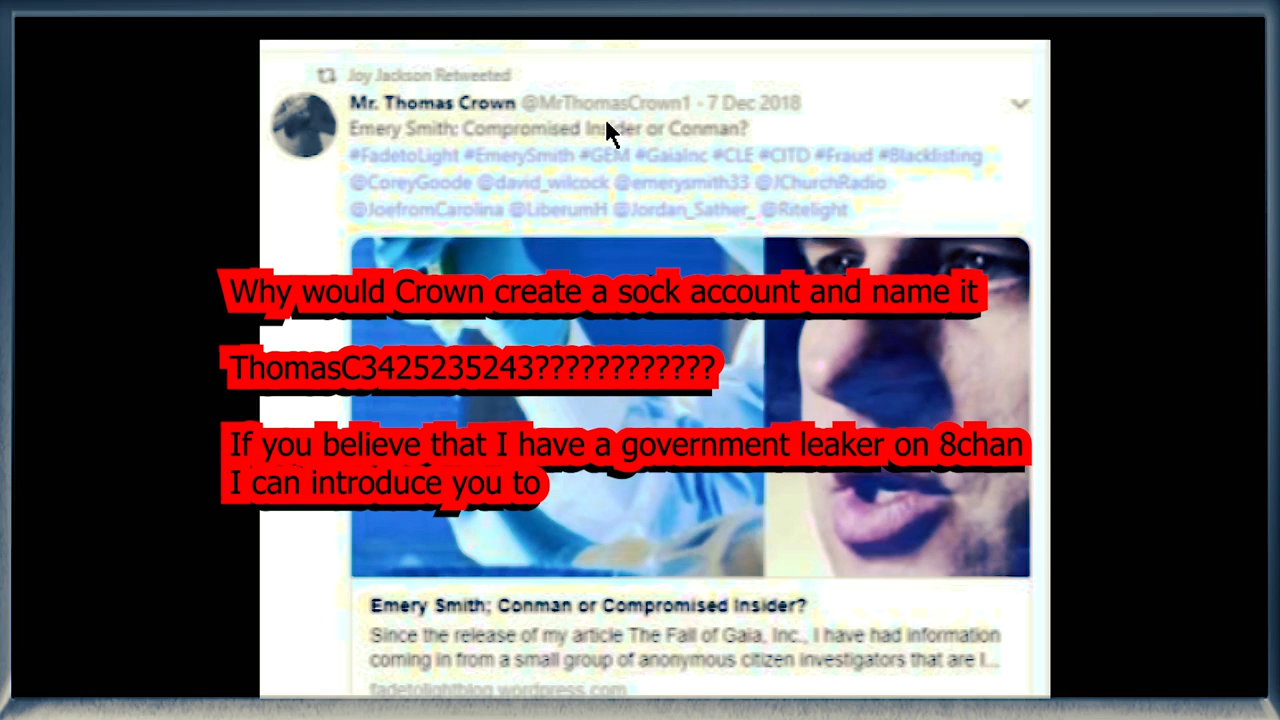 Joy Jackson Retweeted
Mr. Thomas Crown @MrThomasCrown1 - 7 Dec 2018
Emery Smith: Compromised Insider or Conman?
#FadetoLight #EmerySmith #GEM #GaiaInc #CLE #CITD #Fraud #Blacklisting
@CoreyGoode @david_wilcock @emerysmith33 @JChurchRadio
@JoefromCarolina @LiberumH @Jordan_Sather_ @Ritelight
Why would Crown create a sock account and name it
ThomasC3425235243????????????
If you believe that I have a government leaker on 8chan
I can introduce you to
Emery Smith; Conman or Compromised Insider?
Since the release of my article The Fall of Gaia, Inc., I have had information
coming in from a small group of anonymous citizen investigators that are I...
fadetolightblog.wordpress.com